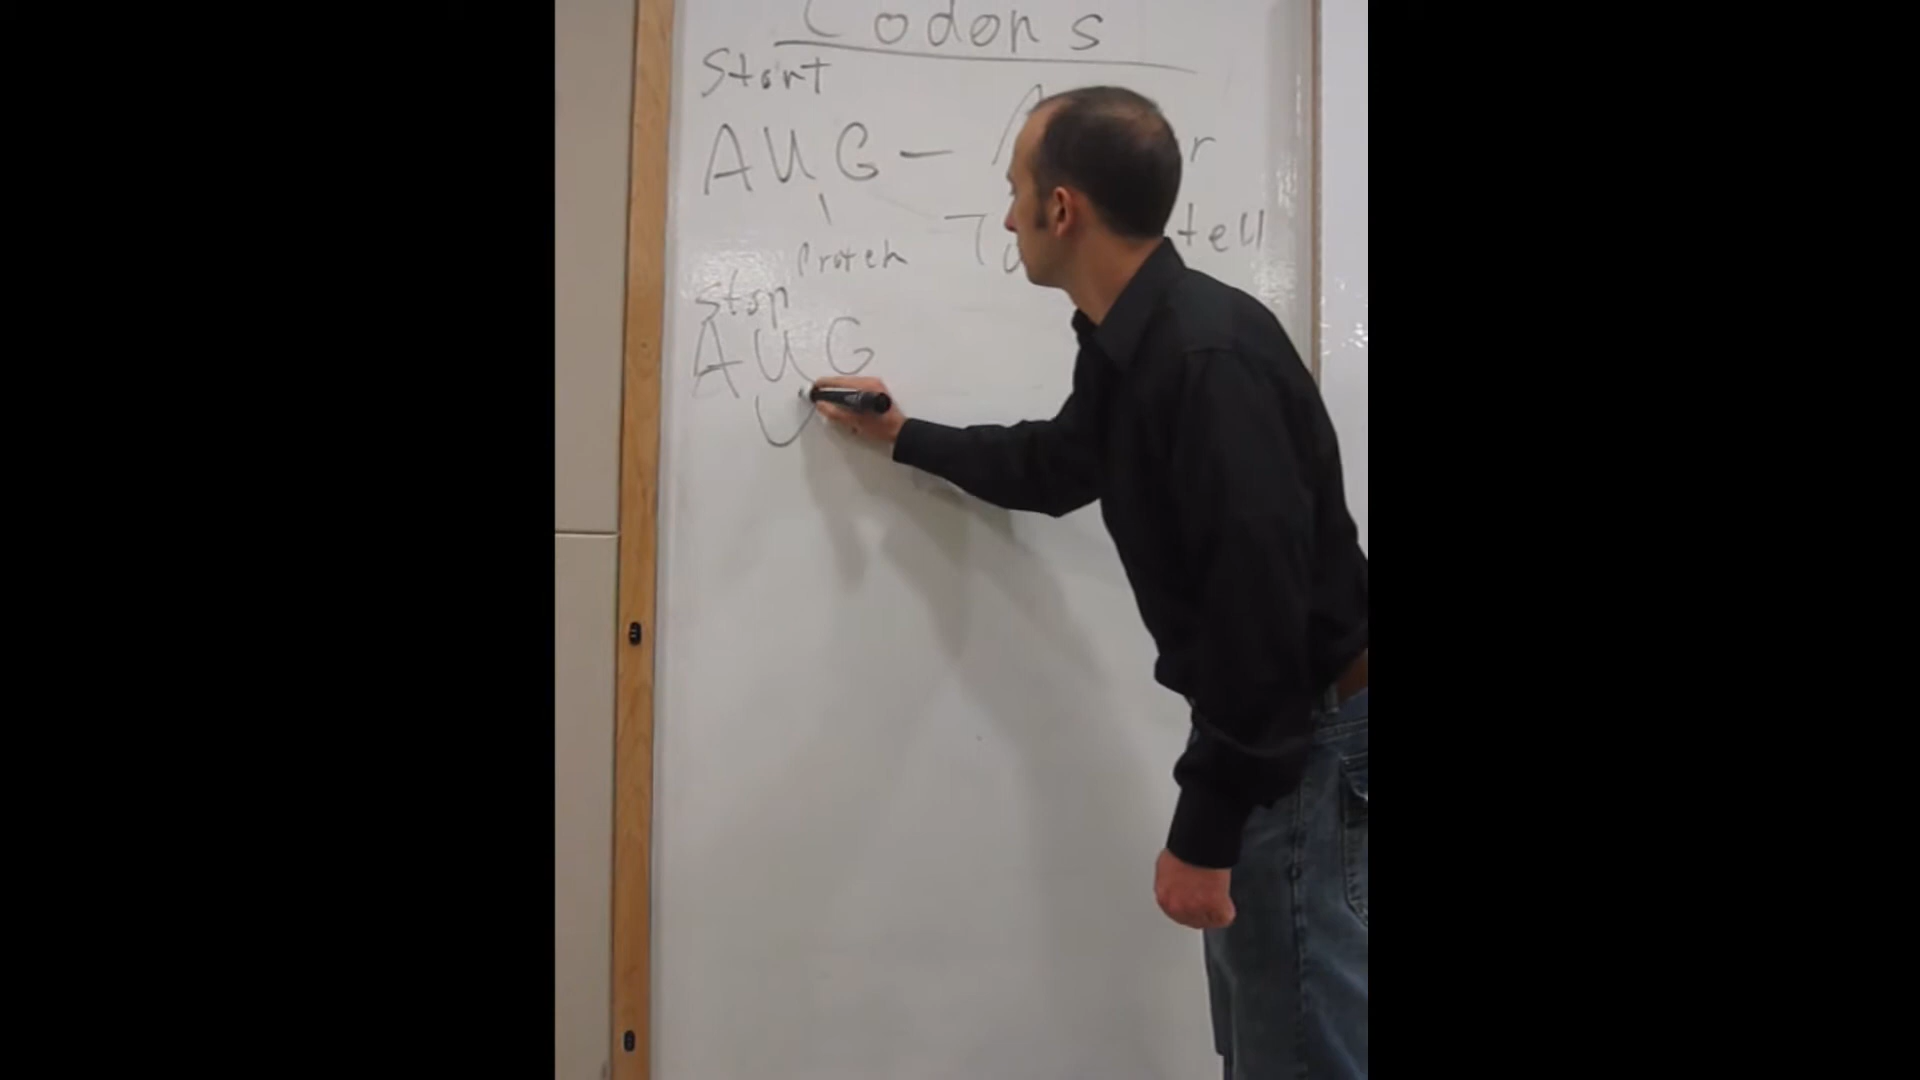 Codons
Start
AUG —
tell
Protein
Stop
AUG
U